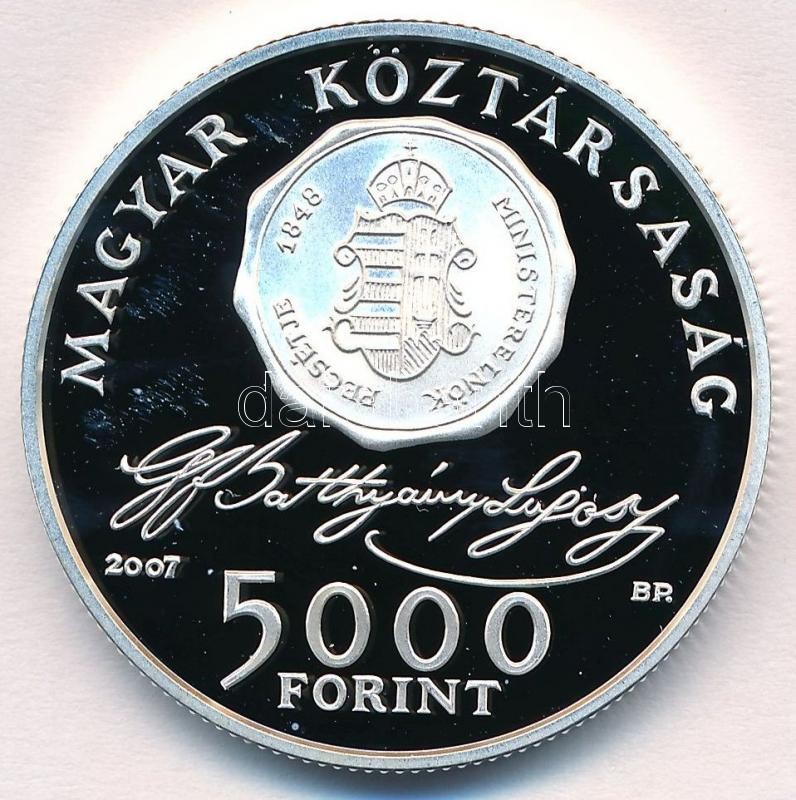 MAGYAR KÖZTÁRSASÁG
MINISTERELNÖK PECSÉTJE 1848
Gf Batthyány Lajos
2007
BP.
5000
FORINT